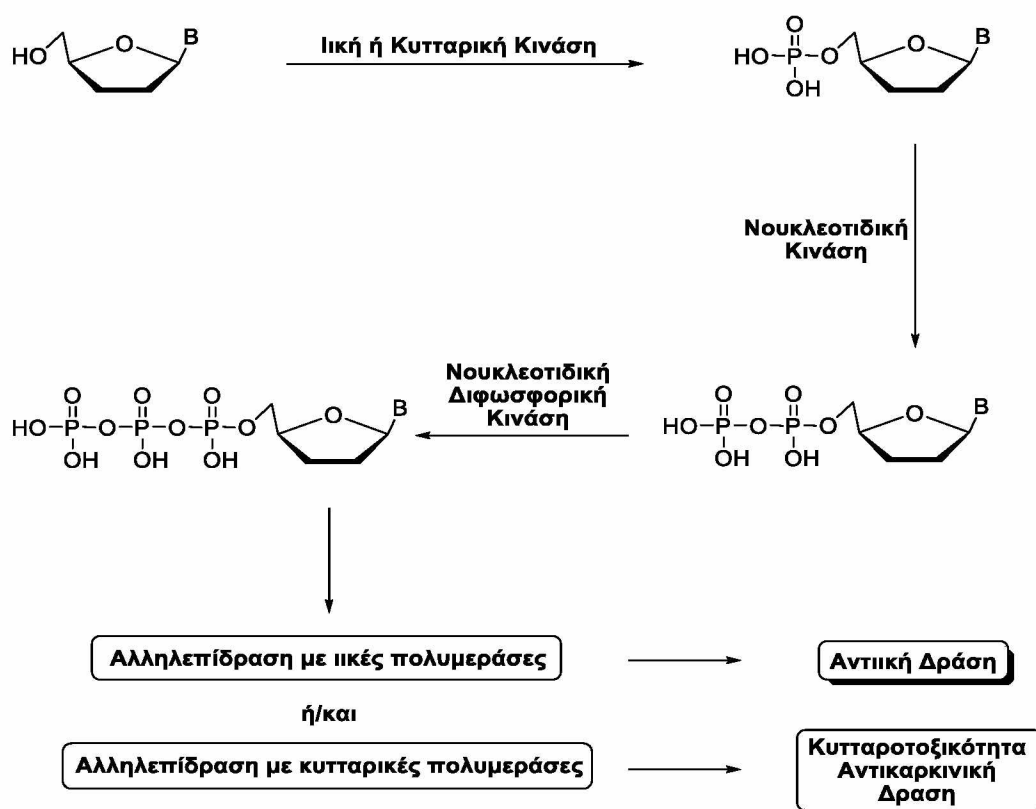 HO
O
B
Ιική ή Κυτταρική Κινάση
O
HO-P-O
OH
O
B
Νουκλεοτιδική
Κινάση
O O O
HO-P-O-P-O-P-O
OH OH OH
O
B
Νουκλεοτιδική
Διφωσφορική
Κινάση
O O
HO-P-O-P-O
OH OH
O
B
Αλληλεπίδραση με ιικές πολυμεράσες
Αντιική Δράση
ή/και
Αλληλεπίδραση με κυτταρικές πολυμεράσες
Κυτταροτοξικότητα
Αντικαρκινική
Δραση